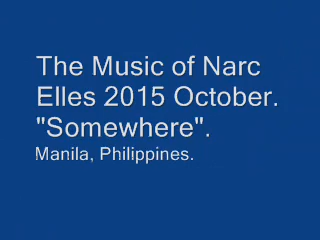 The Music of Narc
Elles 2015 October.
"Somewhere".
Manila, Philippines.